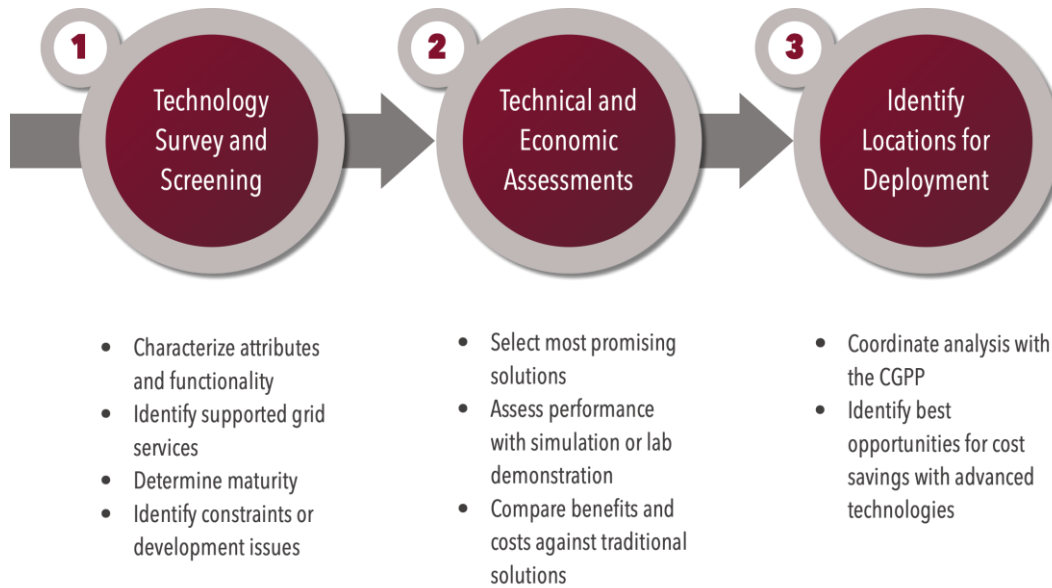 1
Technology
Survey and
Screening
• Characterize attributes
and functionality
• Identify supported grid
services
• Determine maturity
• Identify constraints or
development issues
2
Technical and
Economic
Assessments
• Select most promising
solutions
• Assess performance
with simulation or lab
demonstration
• Compare benefits and
costs against traditional
solutions
3
Identify
Locations for
Deployment
• Coordinate analysis with
the CGPP
• Identify best
opportunities for cost
savings with advanced
technologies